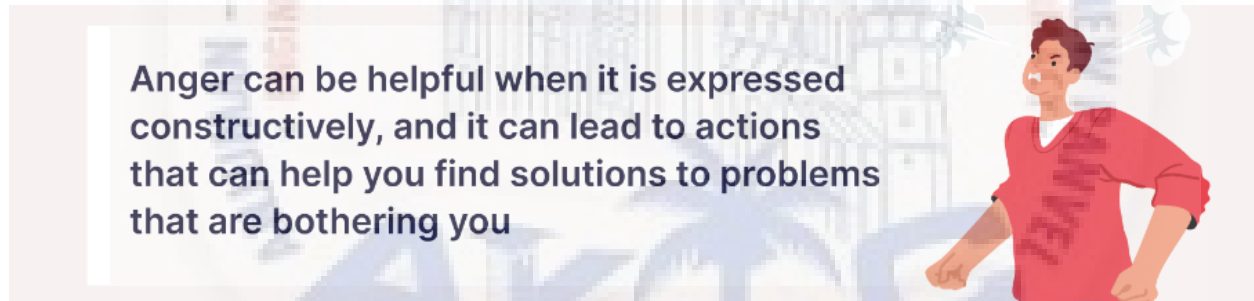 Anger can be helpful when it is expressed
constructively, and it can lead to actions
that can help you find solutions to problems
that are bothering you